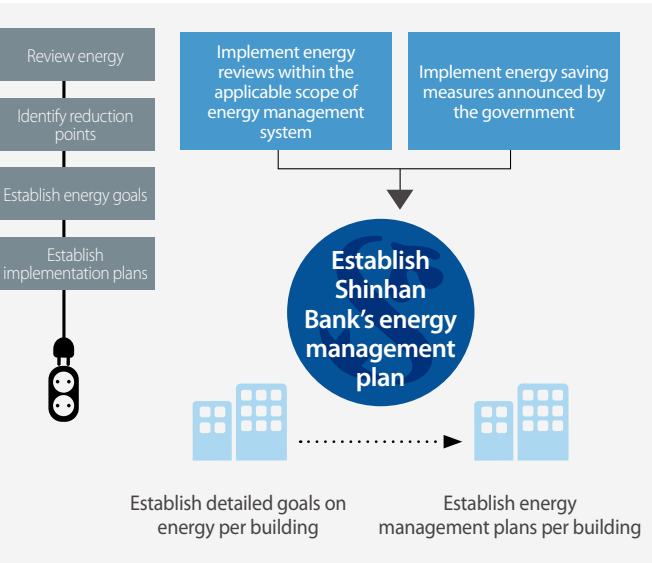 Review energy
Identify reduction
points
Establish energy goals
Establish
implementation plans
Implement energy
reviews within the
applicable scope of
energy management
system
Implement energy saving
measures announced by
the government
Establish
Shinhan
Bank's energy
management
plan
Establish detailed goals on
energy per building
Establish energy
management plans per building